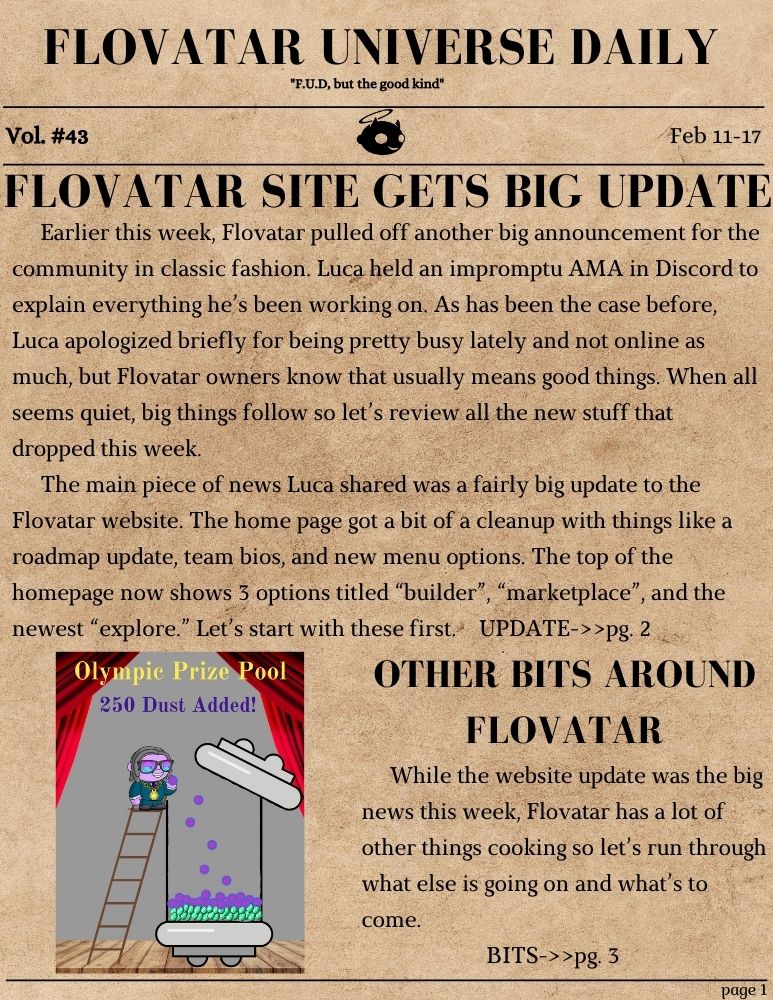 FLOVATAR UNIVERSE DAILY
"F.U.D, but the good kind"
Vol. #43
Feb 11-17
FLOVATAR SITE GETS BIG UPDATE
Earlier this week, Flovatar pulled off another big announcement for the
community in classic fashion. Luca held an impromptu AMA in Discord to
explain everything he’s been working on. As has been the case before,
Luca apologized briefly for being pretty busy lately and not online as
much, but Flovatar owners know that usually means good things. When all
seems quiet, big things follow so let’s review all the new stuff that
dropped this week.
The main piece of news Luca shared was a fairly big update to the
Flovatar website. The home page got a bit of a cleanup with things like a
roadmap update, team bios, and new menu options. The top of the
homepage now shows 3 options titled “builder”, “marketplace”, and the
newest “explore.” Let’s start with these first. UPDATE->>pg. 2
Olympic Prize Pool
250 Dust Added!
OTHER BITS AROUND
FLOVATAR
While the website update was the big
news this week, Flovatar has a lot of
other things cooking so let’s run through
what else is going on and what’s to
come.
BITS->>pg. 3
page 1